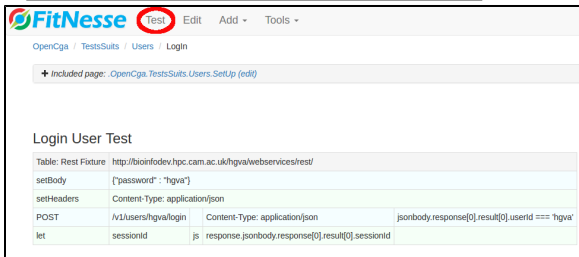 FitNesse Test Edit Add Tools
OpenCga / TestsSuits / Users / LogIn
+ Included page: .OpenCga.TestsSuits.Users.SetUp (edit)
Login User Test
Table: Rest Fixture http://bioinfodev.hpc.cam.ac.uk/hgva/webservices/rest/
setBody {"password" : "hgva"}
setHeaders Content-Type: application/json
POST /v1/users/hgva/login Content-Type: application/json jsonbody.response[0].result[0].userId === 'hgva'
let sessionId js response.jsonbody.response[0].result[0].sessionId